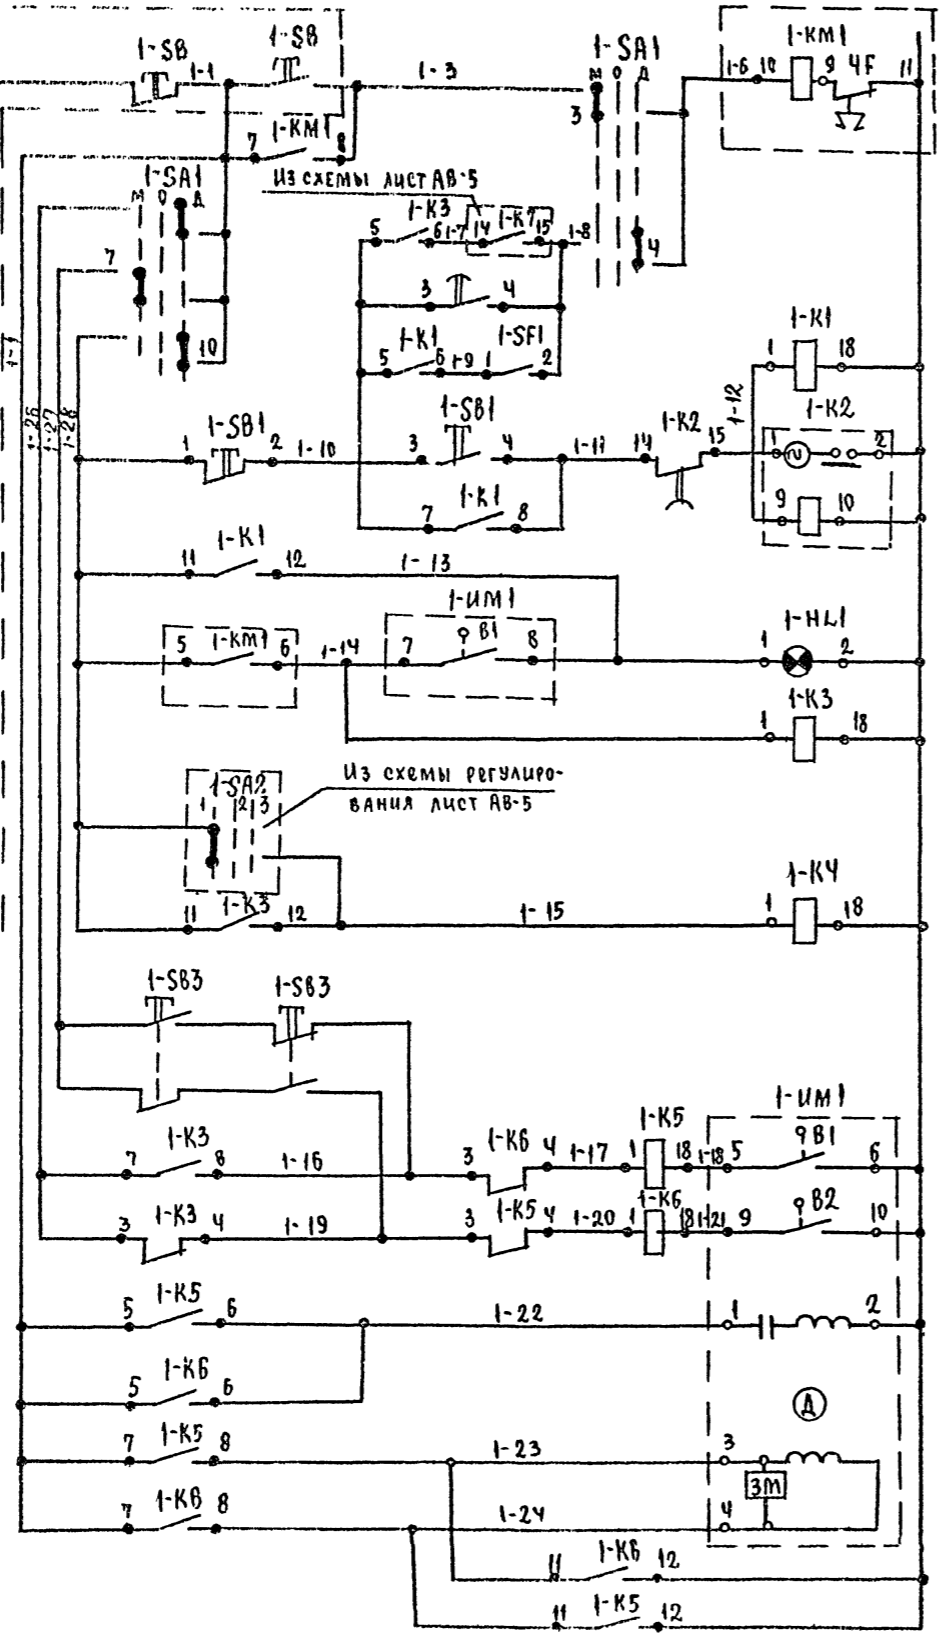 1-SB 1-SB 1-SA1 1-KM1
1-1 1-3 М О Д 1-6 10 9 4F 11
3
7 1-KM1 8
1-SA1
ИЗ СХЕМЫ ЛИСТ АВ-5
М О Д
1-K3 1-K7
5 6 1-7 14 15 1-8
7 4
3 4
1-K1
10 1-K1 1-SF1 1 18
5 6 1-9 1 2
1-1 1-12 1-K2
1-26 1-27 1-28
1-SB1 1-SB1 1-K2
1 2 1-10 3 4 1-11 14 15 1 2
1-K1 9 10
7 8
1-K1
11 12 1-13
1-ИМ1 1-HL1
1-KM1 B1
5 6 1-14 7 8 1 2
1-K3
1 18
ИЗ СХЕМЫ РЕГУЛИРО-
ВАНИЯ ЛИСТ АВ-5
1-SA2
1 2 3
1-K4
1-K3
11 12 1-15 1 18
1-SB3 1-SB3
1-ИМ1
1-K3 1-K6 1-K5 B1
7 8 1-16 3 4 1-17 1 18 1-18 5 6
1-K3 1-K5 1-K6 B2
3 4 1-19 3 4 1-20 1 18 1-21 9 10
1-K5
5 6 1-22 1 2
1-K6
5 6 Д
1-K5
7 8 1-23 3
ЭМ
1-K6
7 8 1-24 4
1-K6
11 12
1-K5
11 12